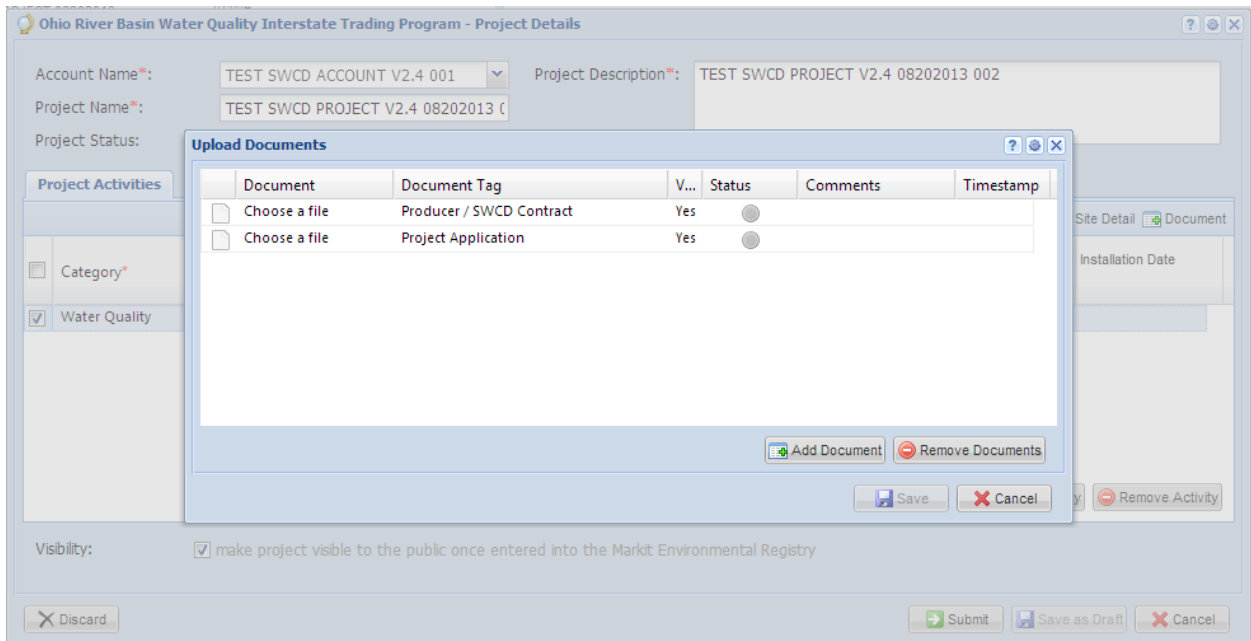 Ohio River Basin Water Quality Interstate Trading Program - Project Details
Account Name*: TEST SWCD ACCOUNT V2.4 001 Project Description*: TEST SWCD PROJECT V2.4 08202013 002
Project Name*: TEST SWCD PROJECT V2.4 08202013
Project Status:
Upload Documents
Project Activities
Document Document Tag V... Status Comments Timestamp
Choose a file Producer / SWCD Contract Yes
Choose a file Project Application Yes
Site Detail Document
Category* Installation Date
Water Quality
Add Document Remove Documents
Save Cancel
Remove Activity
Visibility: make project visible to the public once entered into the Markit Environmental Registry
Discard Submit Save as Draft Cancel